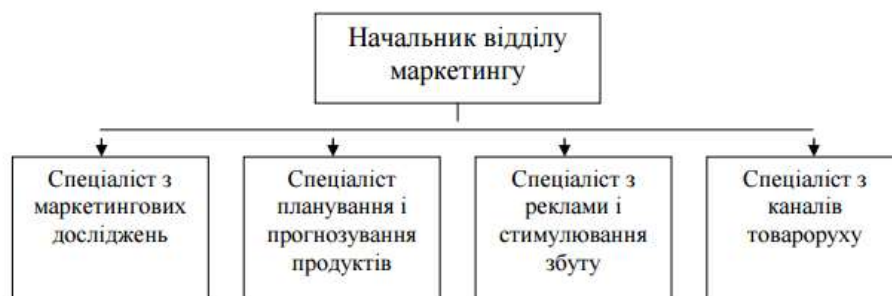 Начальник відділу
маркетингу
Спеціаліст з
маркетингових
досліджень
Спеціаліст
планування і
прогнозування
продуктів
Спеціаліст з
реклами і
стимулювання
збуту
Спеціаліст з
каналів
товароруху